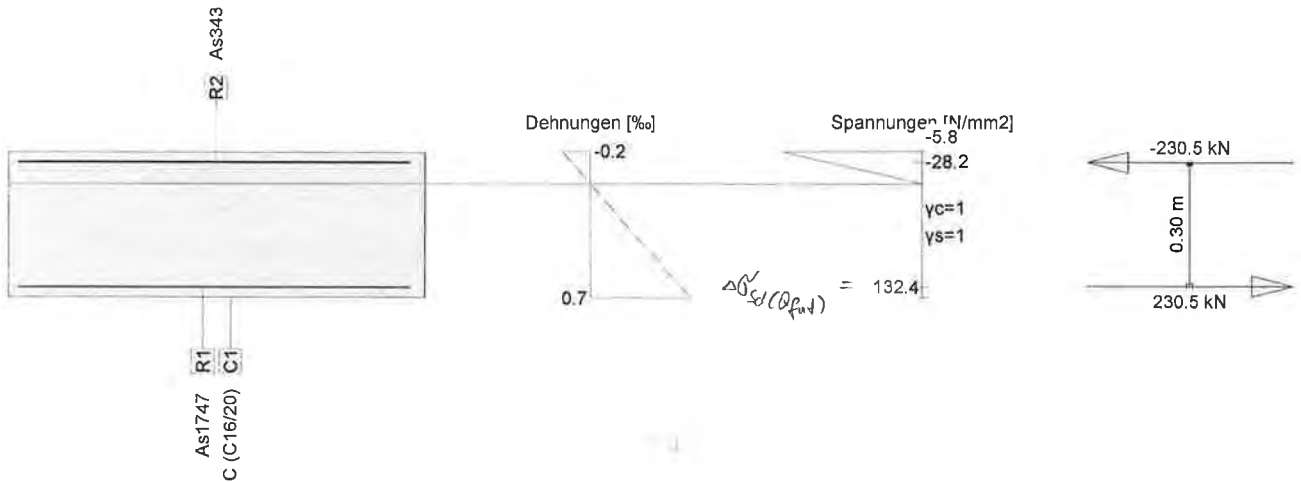 R2 As343
Dehnungen [‰]
-0.2
0.7
Spannungen [N/mm2]
-5.8
-28.2
γc=1
γs=1
Δσsd(Qfat) = 132.4
-230.5 kN
0.30 m
230.5 kN
As1747 R1
C (C16/20) C1